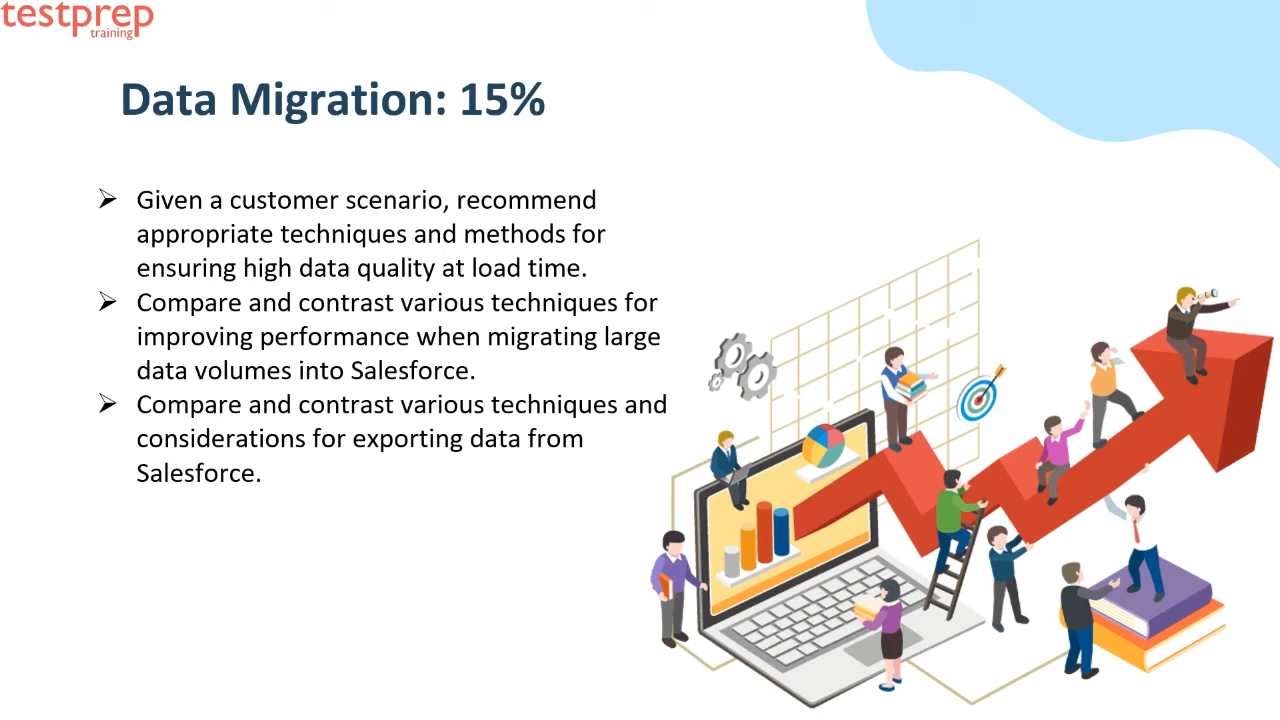 testprep
training
Data Migration: 15%
➢ Given a customer scenario, recommend
appropriate techniques and methods for
ensuring high data quality at load time.
➢ Compare and contrast various techniques for
improving performance when migrating large
data volumes into Salesforce.
➢ Compare and contrast various techniques and
considerations for exporting data from
Salesforce.